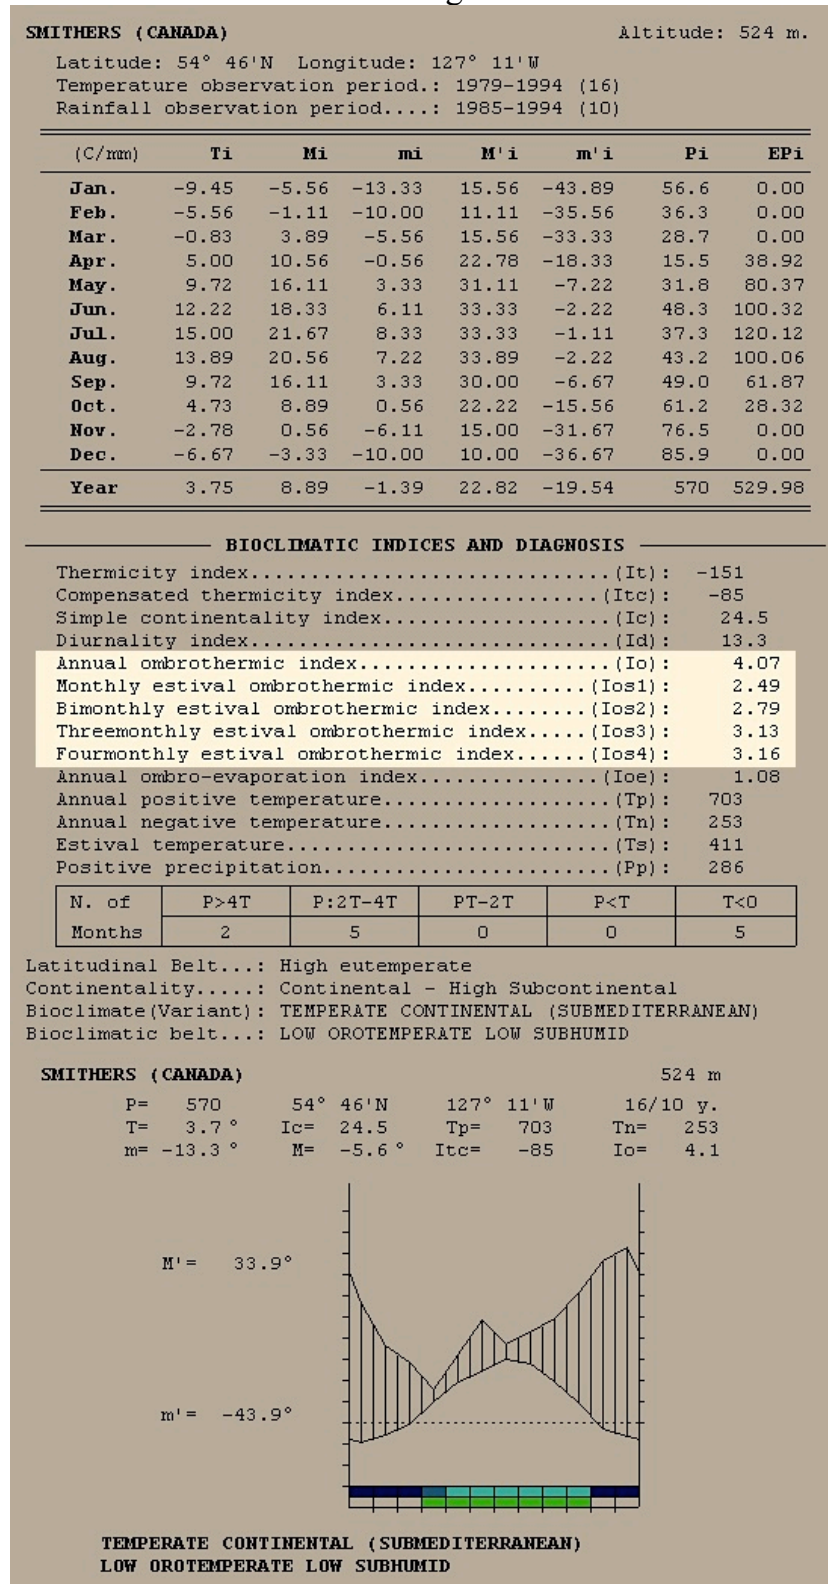 SMITHERS (CANADA) Altitude: 524 m.
Latitude: 54° 46'N Longitude: 127° 11'W
Temperature observation period.: 1979-1994 (16)
Rainfall observation period....: 1985-1994 (10)
(C/mm) Ti Mi mi M'i m'i Pi EPi
Jan. -9.45 -5.56 -13.33 15.56 -43.89 56.6 0.00
Feb. -5.56 -1.11 -10.00 11.11 -35.56 36.3 0.00
Mar. -0.83 3.89 -5.56 15.56 -33.33 28.7 0.00
Apr. 5.00 10.56 -0.56 22.78 -18.33 15.5 38.92
May. 9.72 16.11 3.33 31.11 -7.22 31.8 80.37
Jun. 12.22 18.33 6.11 33.33 -2.22 48.3 100.32
Jul. 15.00 21.67 8.33 33.33 -1.11 37.3 120.12
Aug. 13.89 20.56 7.22 33.89 -2.22 43.2 100.06
Sep. 9.72 16.11 3.33 30.00 -6.67 49.0 61.87
Oct. 4.73 8.89 0.56 22.22 -15.56 61.2 28.32
Nov. -2.78 0.56 -6.11 15.00 -31.67 76.5 0.00
Dec. -6.67 -3.33 -10.00 10.00 -36.67 85.9 0.00
Year 3.75 8.89 -1.39 22.82 -19.54 570 529.98
BIOCLIMATIC INDICES AND DIAGNOSIS
Thermicity index..............................(It): -151
Compensated thermicity index..................(Itc): -85
Simple continentality index...................(Ic): 24.5
Diurnality index..............................(Id): 13.3
Annual ombrothermic index.....................(Io): 4.07
Monthly estival ombrothermic index..........(Ios1): 2.49
Bimonthly estival ombrothermic index........(Ios2): 2.79
Threemonthly estival ombrothermic index.....(Ios3): 3.13
Fourmonthly estival ombrothermic index......(Ios4): 3.16
Annual ombro-evaporation index...............(Ioe): 1.08
Annual positive temperature...................(Tp): 703
Annual negative temperature...................(Tn): 253
Estival temperature...........................(Ts): 411
Positive precipitation........................(Pp): 286
N. of P>4T P:2T-4T PT-2T P<T T<0
Months 2 5 0 0 5
Latitudinal Belt...: High eutemperate
Continentality.....: Continental - High Subcontinental
Bioclimate(Variant): TEMPERATE CONTINENTAL (SUBMEDITERRANEAN)
Bioclimatic belt...: LOW OROTEMPERATE LOW SUBHUMID
SMITHERS (CANADA) 524 m
P= 570 54° 46'N 127° 11'W 16/10 y.
T= 3.7° Ic= 24.5 Tp= 703 Tn= 253
m= -13.3° M= -5.6° Itc= -85 Io= 4.1
M'= 33.9°
m'= -43.9°
TEMPERATE CONTINENTAL (SUBMEDITERRANEAN)
LOW OROTEMPERATE LOW SUBHUMID